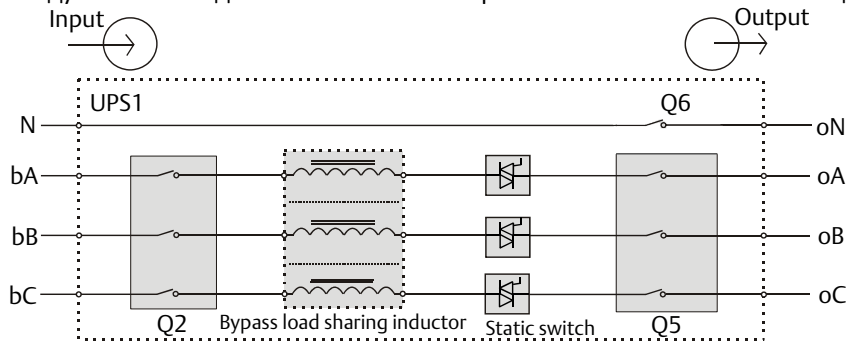 Input
Output
UPS1
Q6
N
oN
bA
oA
bB
oB
bC
oC
Q2
Bypass load sharing inductor
Static switch
Q5